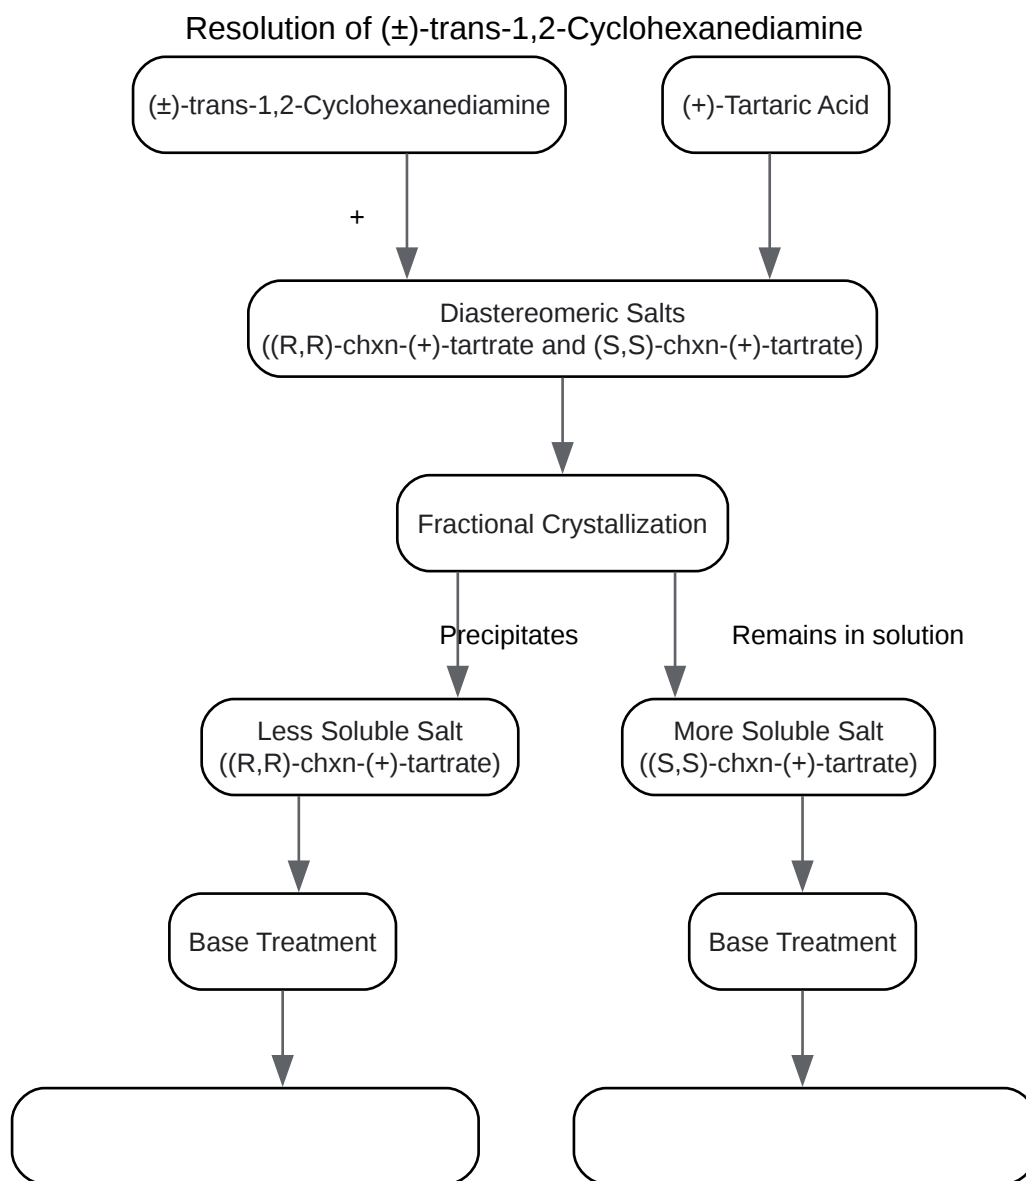 Resolution of (±)-trans-1,2-Cyclohexanediamine
(±)-trans-1,2-Cyclohexanediamine
(+)-Tartaric Acid
+
Diastereomeric Salts
((R,R)-chxn-(+)-tartrate and (S,S)-chxn-(+)-tartrate)
Fractional Crystallization
Precipitates
Remains in solution
Less Soluble Salt
((R,R)-chxn-(+)-tartrate)
More Soluble Salt
((S,S)-chxn-(+)-tartrate)
Base Treatment
Base Treatment